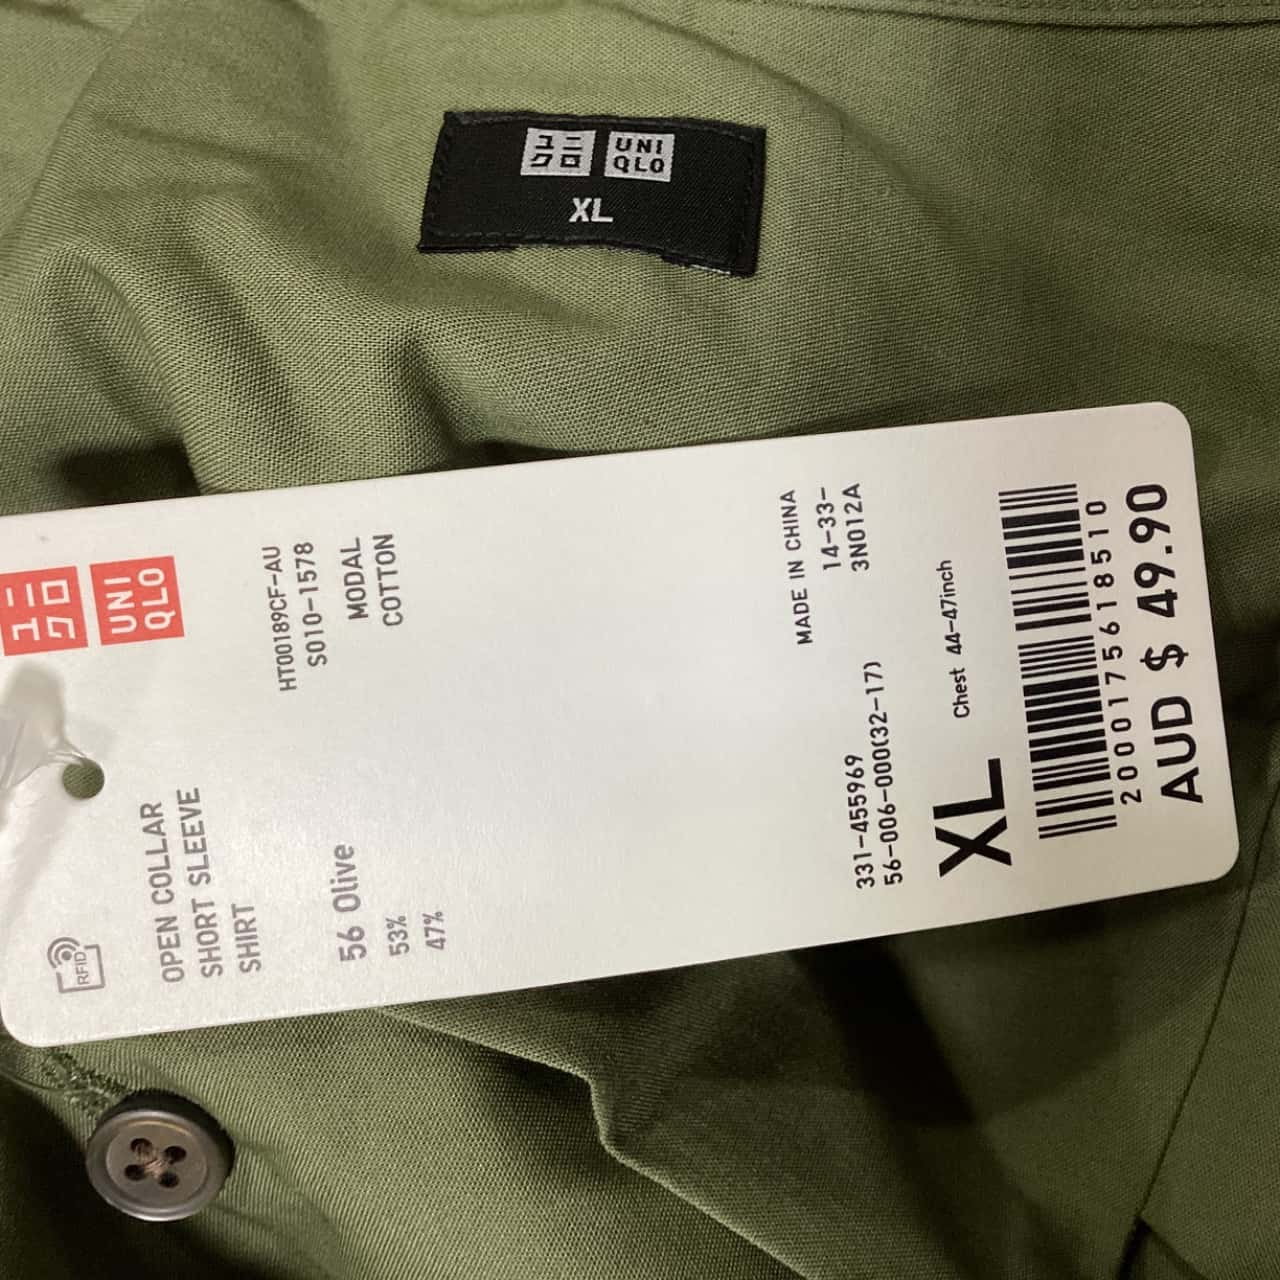 ユニ
クロ
UNI
QLO
XL
ユニ
クロ
UNI
QLO
RFID
OPEN COLLAR
SHORT SLEEVE
SHIRT
HT00189CF-AU
S010-1578
56 Olive
53% MODAL
47% COTTON
MADE IN CHINA
14-33-
3N012A
331-455969
56-006-000(32-17)
XL Chest 44-47inch
2000175618510
AUD $ 49.90